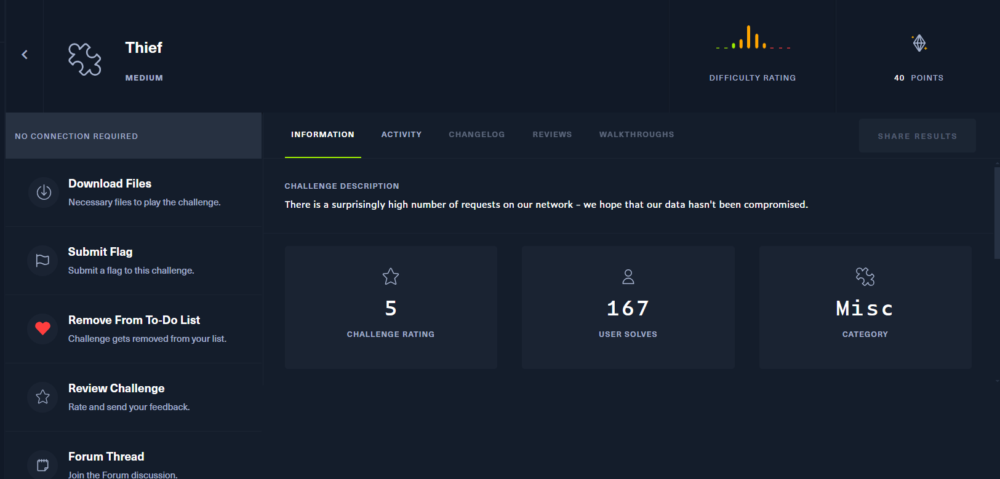 Thief
MEDIUM
DIFFICULTY RATING
40 POINTS
NO CONNECTION REQUIRED
Download Files
Necessary files to play the challenge.
Submit Flag
Submit a flag to this challenge.
Remove From To-Do List
Challenge gets removed from your list.
Review Challenge
Rate and send your feedback.
Forum Thread
Join the Forum discussion.
INFORMATION
ACTIVITY
CHANGELOG
REVIEWS
WALKTHROUGHS
SHARE RESULTS
CHALLENGE DESCRIPTION
There is a surprisingly high number of requests on our network - we hope that our data hasn't been compromised.
5
CHALLENGE RATING
167
USER SOLVES
Misc
CATEGORY